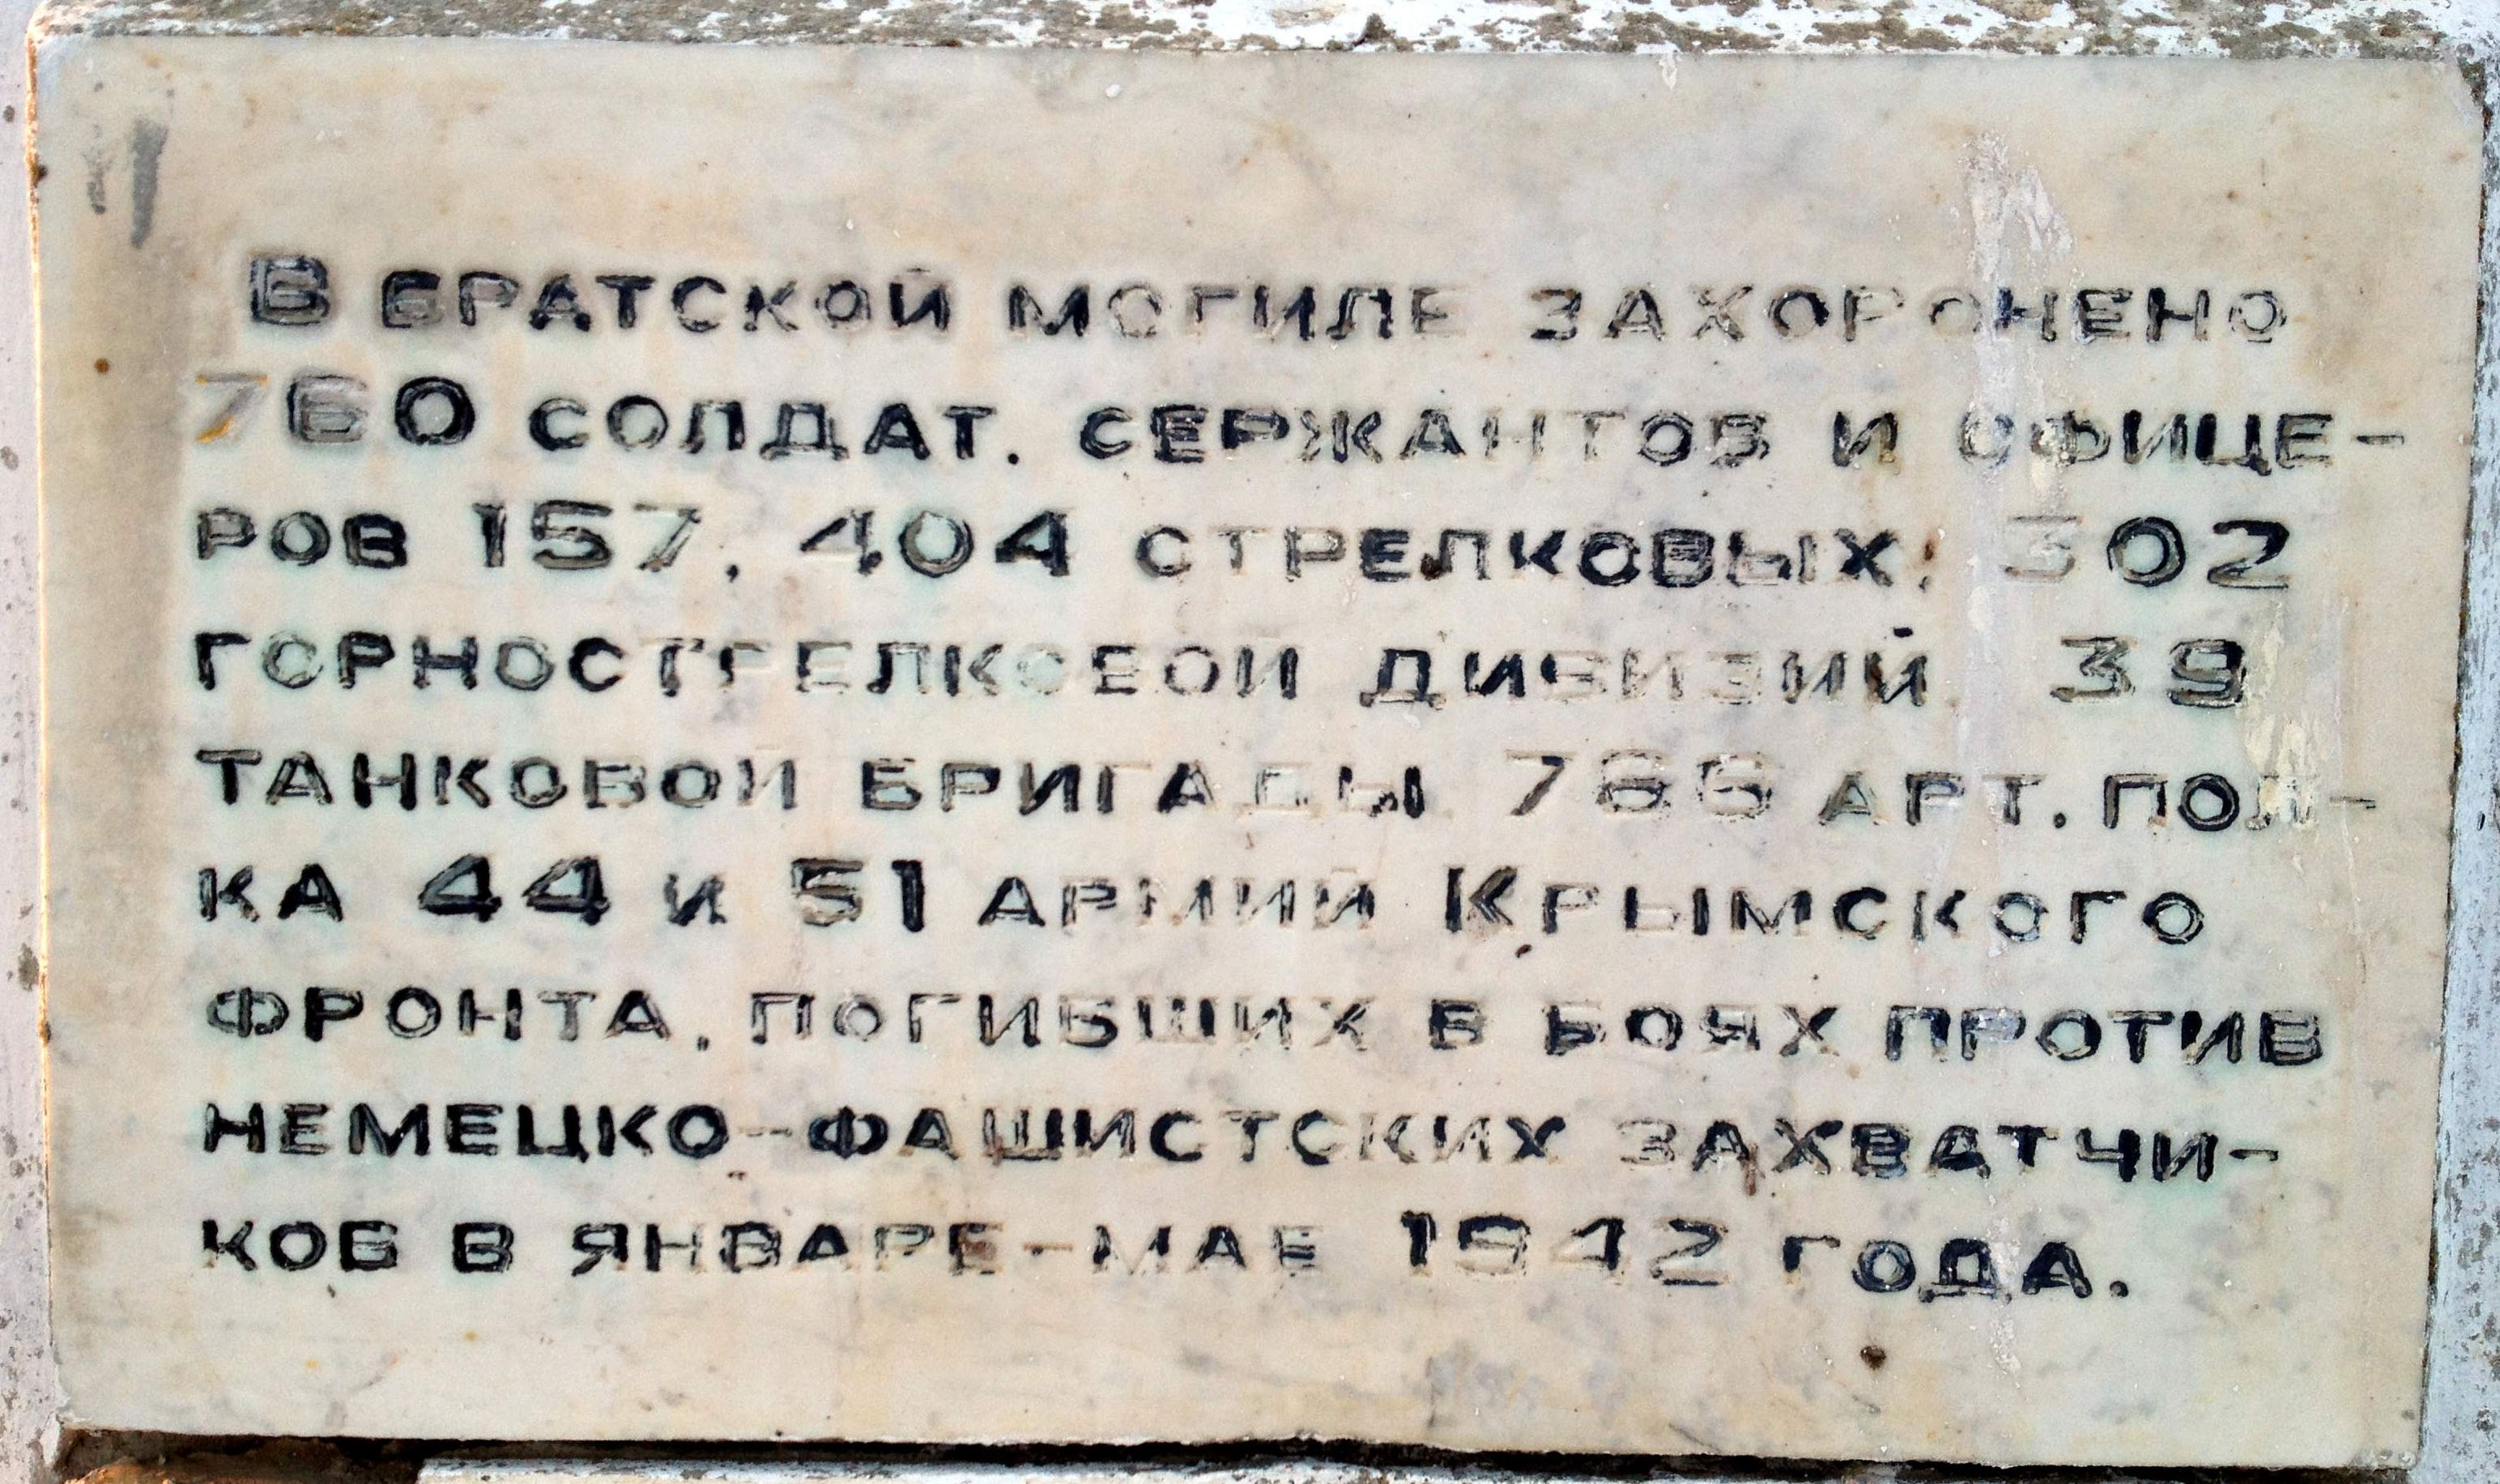 В БРАТСКОЙ МОГИЛЕ ЗАХОРОНЕНО
760 СОЛДАТ, СЕРЖАНТОВ И ОФИЦЕ-
РОВ 157, 404 СТРЕЛКОВЫХ, 302
ГОРНОСТРЕЛКОВОЙ ДИВИЗИЙ 39
ТАНКОВОЙ БРИГАДЫ 766 АРТ. ПОЛ-
КА 44 И 51 АРМИЙ КРЫМСКОГО
ФРОНТА, ПОГИБШИХ В БОЯХ ПРОТИВ
НЕМЕЦКО-ФАШИСТСКИХ ЗАХВАТЧИ-
КОВ В ЯНВАРЕ-МАЕ 1942 ГОДА.